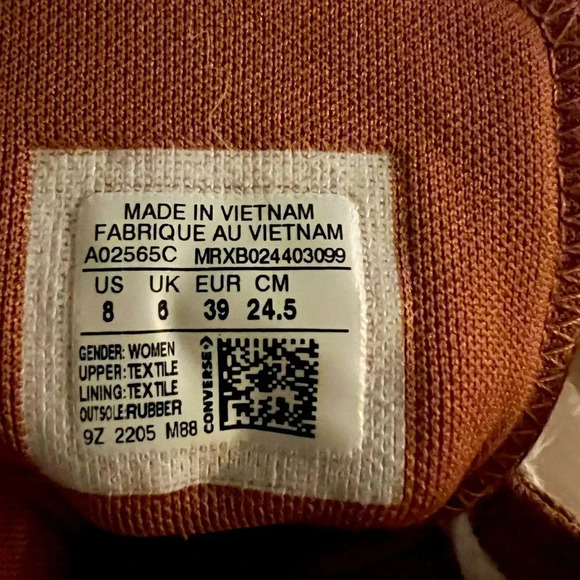 MADE IN VIETNAM
FABRIQUE AU VIETNAM
A02565C MRXB024403099
US UK EUR CM
8 6 39 24.5
GENDER: WOMEN
UPPER: TEXTILE
LINING: TEXTILE
OUTSOLE: RUBBER
9Z 2205 M88
CONVERSE